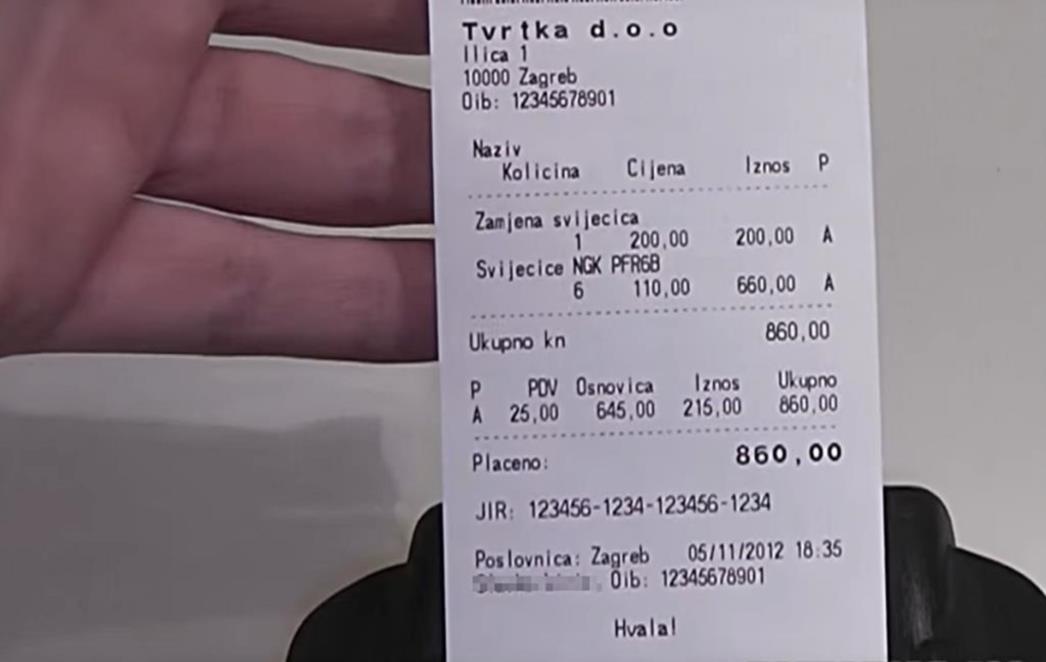 Tvrtka d.o.o
Ilica 1
10000 Zagreb
Oib: 12345678901
Naziv
Kolicina Cijena Iznos P
Zamjena svijecica
1 200,00 200,00 A
Svijecice NGK PFR6B
6 110,00 660,00 A
Ukupno kn 860,00
P PDV Osnovica Iznos Ukupno
A 25,00 645,00 215,00 860,00
Placeno: 860,00
JIR: 123456-1234-123456-1234
Poslovnica: Zagreb 05/11/2012 18:35
Oib: 12345678901
Hvala!